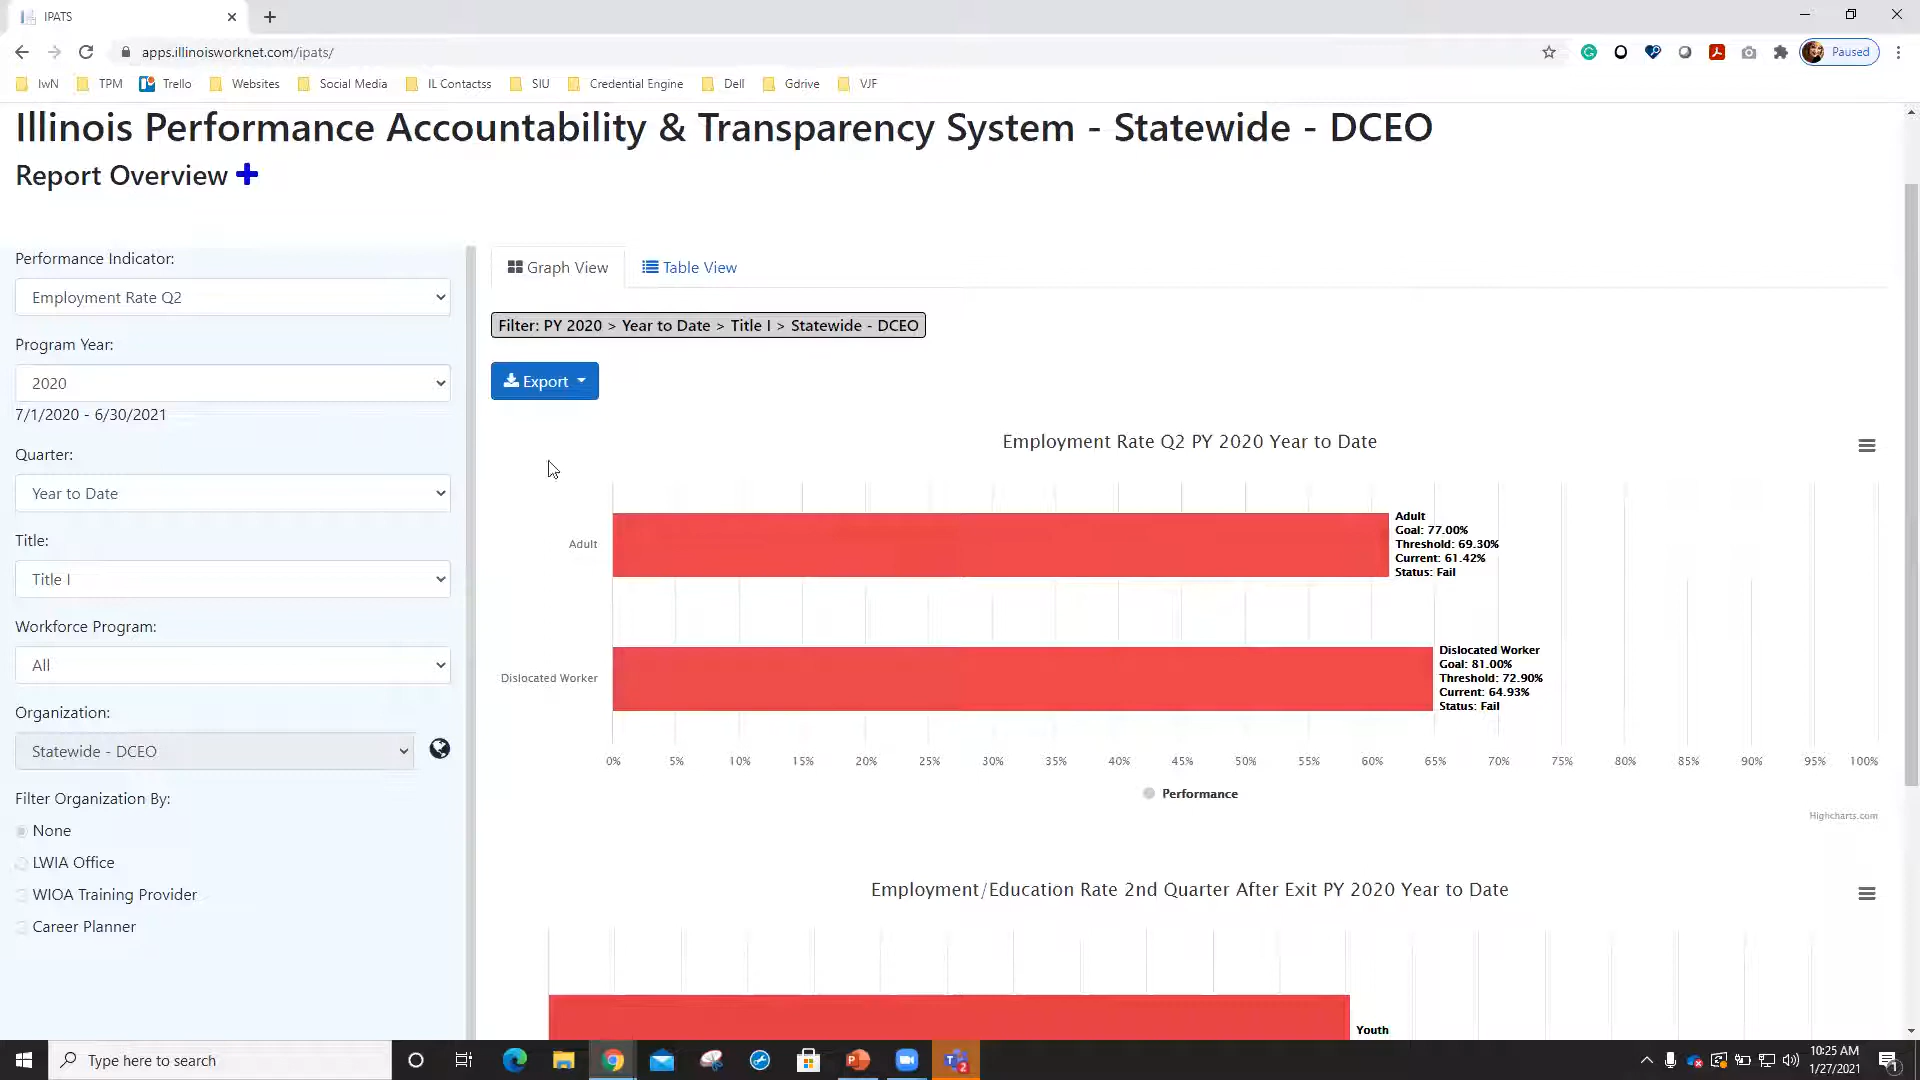 IPATS
apps.illinoisworknet.com/ipats/
Paused
IwN TPM Trello Websites Social Media IL Contactss SIU Credential Engine Dell Gdrive VJF
Illinois Performance Accountability & Transparency System - Statewide - DCEO
Report Overview
Performance Indicator:
Employment Rate Q2
Program Year:
2020
7/1/2020 - 6/30/2021
Quarter:
Year to Date
Title:
Title I
Workforce Program:
All
Organization:
Statewide - DCEO
Filter Organization By:
None
LWIA Office
WIOA Training Provider
Career Planner
Graph View
Table View
Filter: PY 2020 > Year to Date > Title I > Statewide - DCEO
Export
Employment Rate Q2 PY 2020 Year to Date
Adult
Adult
Goal: 77.00%
Threshold: 69.30%
Current: 61.42%
Status: Fail
Dislocated Worker
Dislocated Worker
Goal: 81.00%
Threshold: 72.90%
Current: 64.93%
Status: Fail
0% 5% 10% 15% 20% 25% 30% 35% 40% 45% 50% 55% 60% 65% 70% 75% 80% 85% 90% 95% 100%
Performance
Highcharts.com
Employment/Education Rate 2nd Quarter After Exit PY 2020 Year to Date
Youth
Type here to search
10:25 AM
1/27/2021